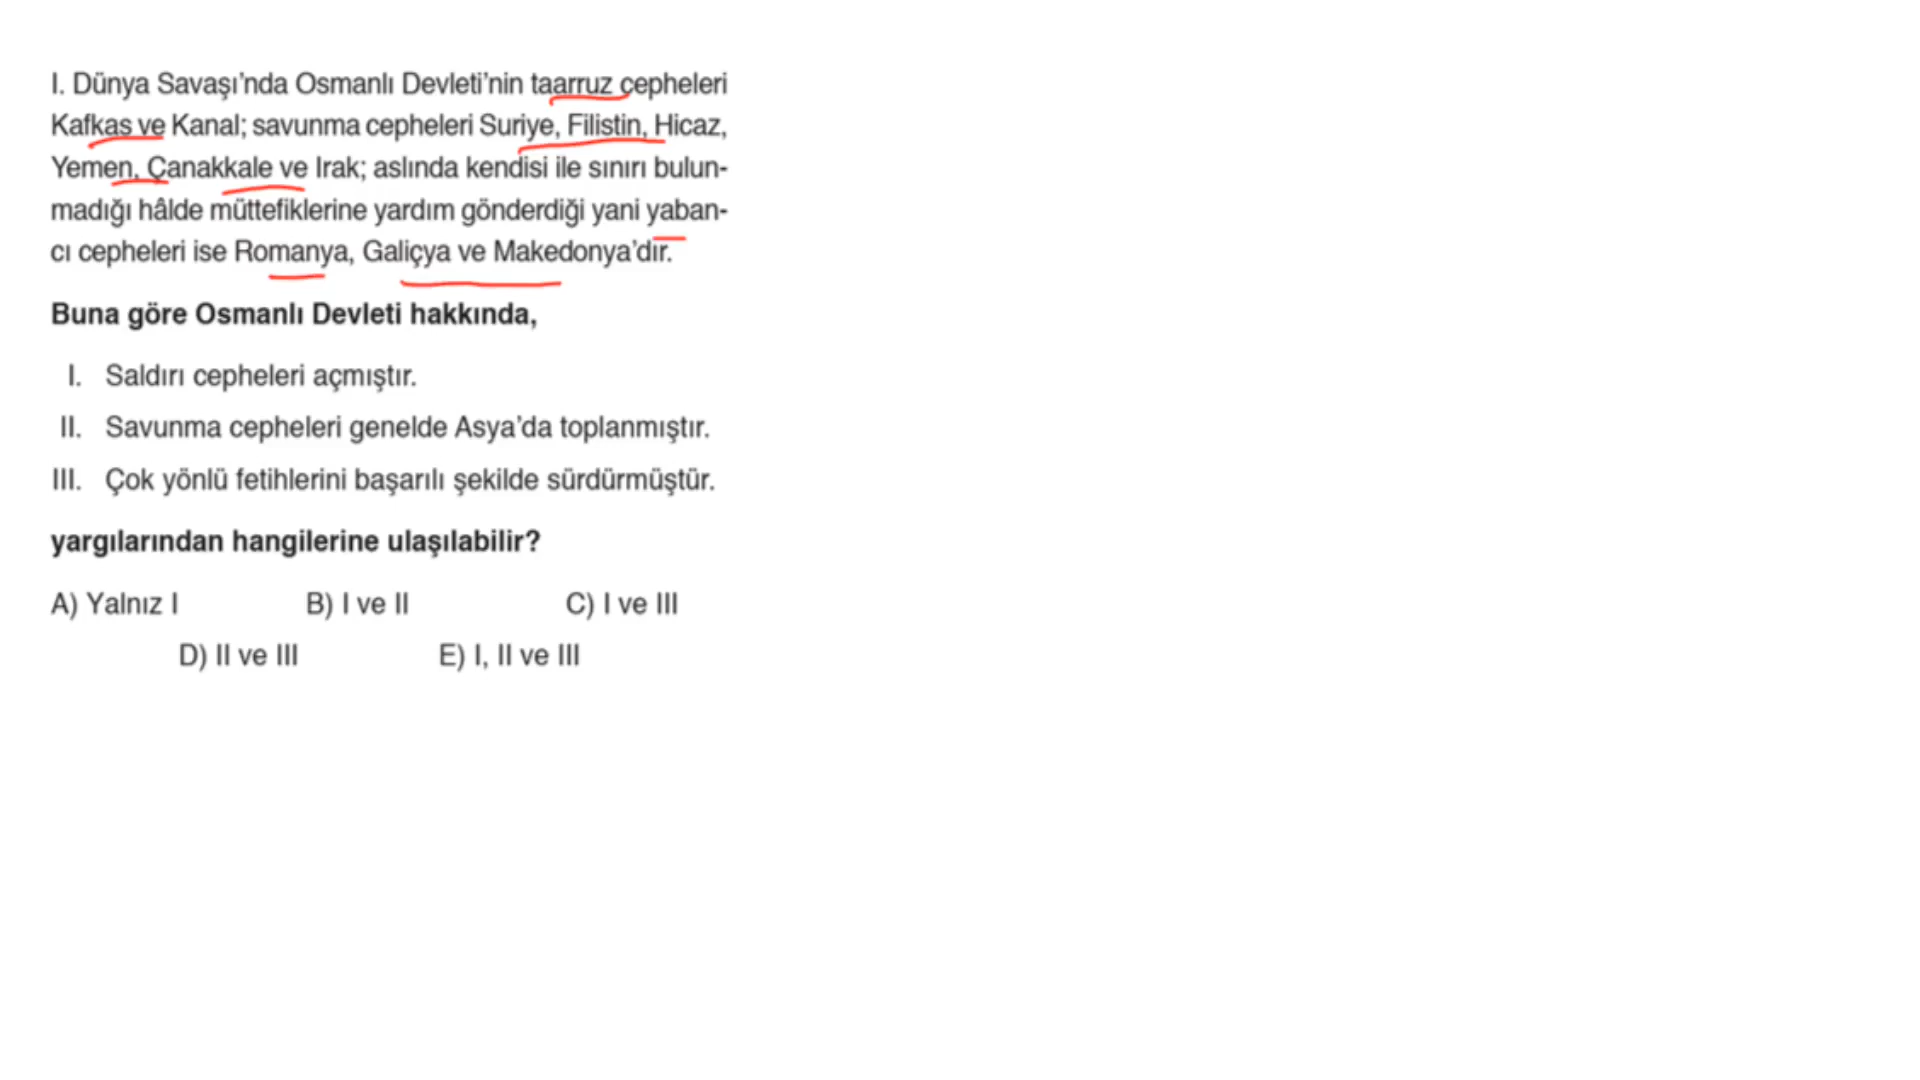 I. Dünya Savaşı'nda Osmanlı Devleti'nin taarruz cepheleri
Kafkas ve Kanal; savunma cepheleri Suriye, Filistin, Hicaz,
Yemen, Çanakkale ve Irak; aslında kendisi ile sınırı bulun-
madığı hâlde müttefiklerine yardım gönderdiği yani yaban-
cı cepheleri ise Romanya, Galiçya ve Makedonya'dır.
Buna göre Osmanlı Devleti hakkında,
I. Saldırı cepheleri açmıştır.
II. Savunma cepheleri genelde Asya'da toplanmıştır.
III. Çok yönlü fetihlerini başarılı şekilde sürdürmüştür.
yargılarından hangilerine ulaşılabilir?
A) Yalnız I B) I ve II C) I ve III
D) II ve III E) I, II ve III